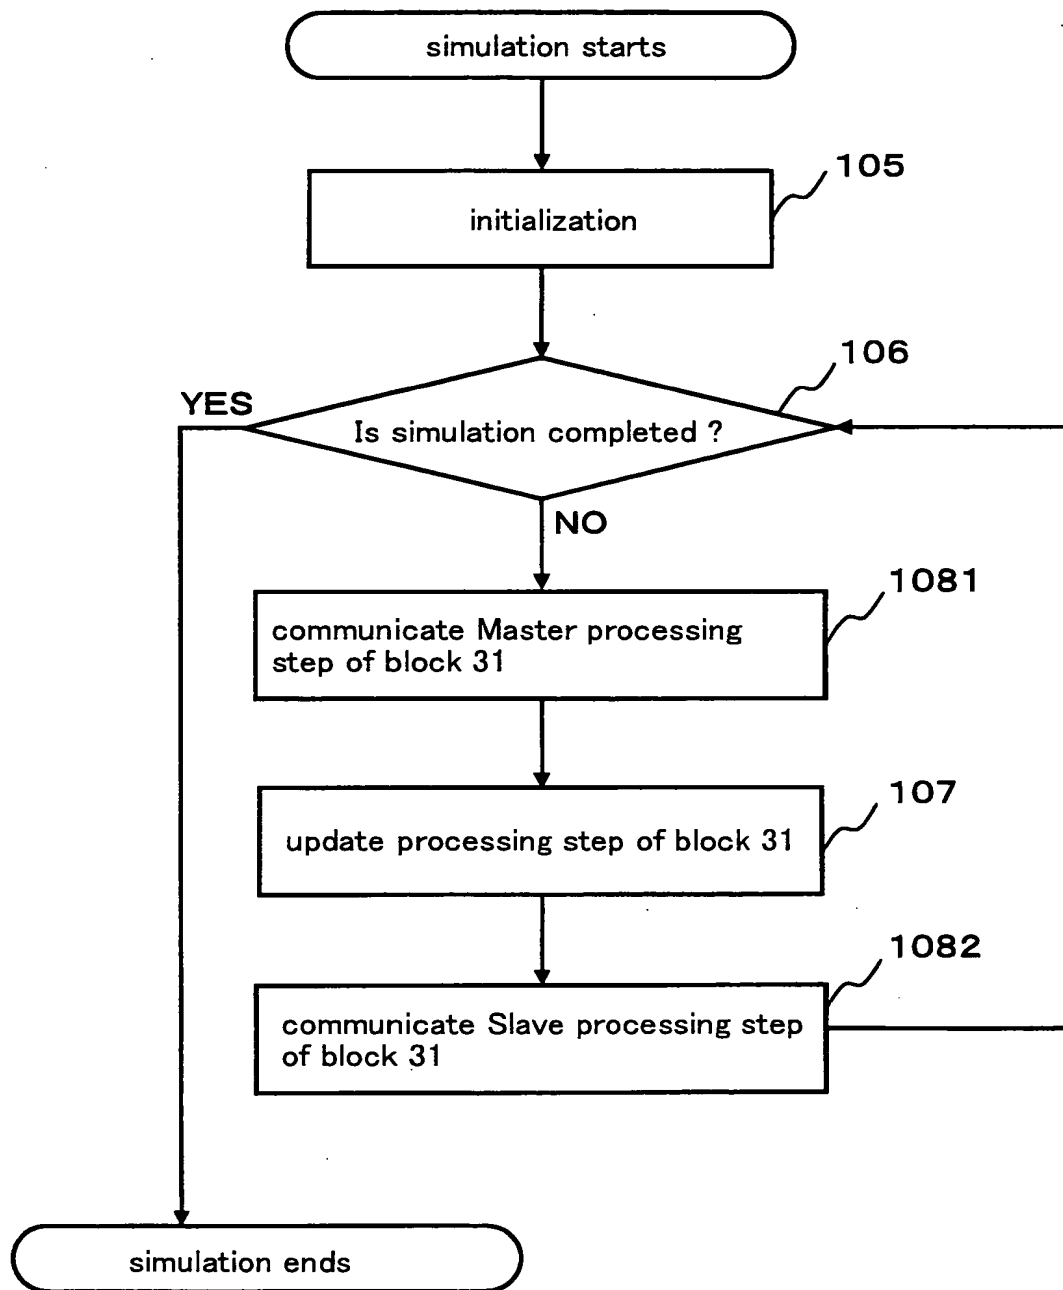 simulation starts
105
initialization
106
YES
Is simulation completed ?
NO
1081
communicate Master processing
step of block 31
107
update processing step of block 31
1082
communicate Slave processing step
of block 31
simulation ends